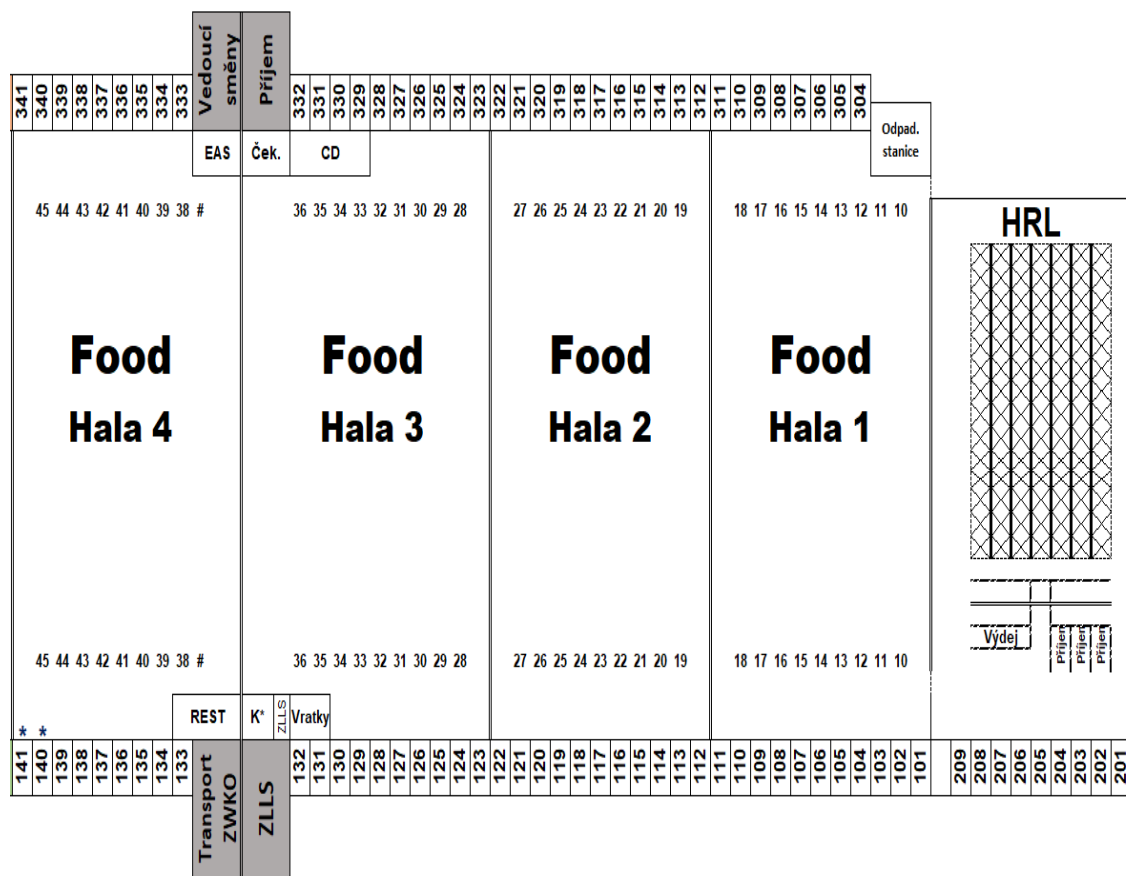 Vedoucí směny
Příjem
341 340 339 338 337 336 335 334 333
332 331 330 329 328 327 326 325 324 323 322 321 320 319 318 317 316 315 314 313 312 311 310 309 308 307 306 305 304
Odpad. stanice
EAS Ček. CD
45 44 43 42 41 40 39 38 #
36 35 34 33 32 31 30 29 28
27 26 25 24 23 22 21 20 19
18 17 16 15 14 13 12 11 10
HRL
Food
Hala 4
Food
Hala 3
Food
Hala 2
Food
Hala 1
Výdej
Příjem
Příjem
Příjem
45 44 43 42 41 40 39 38 #
36 35 34 33 32 31 30 29 28
27 26 25 24 23 22 21 20 19
18 17 16 15 14 13 12 11 10
REST K* ZLLS Vratky
* *
141 140 139 138 137 136 135 134 133
132 131 130 129 128 127 126 125 124 123 122 121 120 119 118 117 116 115 114 113 112 111 110 109 108 107 106 105 104 103 102 101
209 208 207 206 205 204 203 202 201
Transport ZWKO
ZLLS